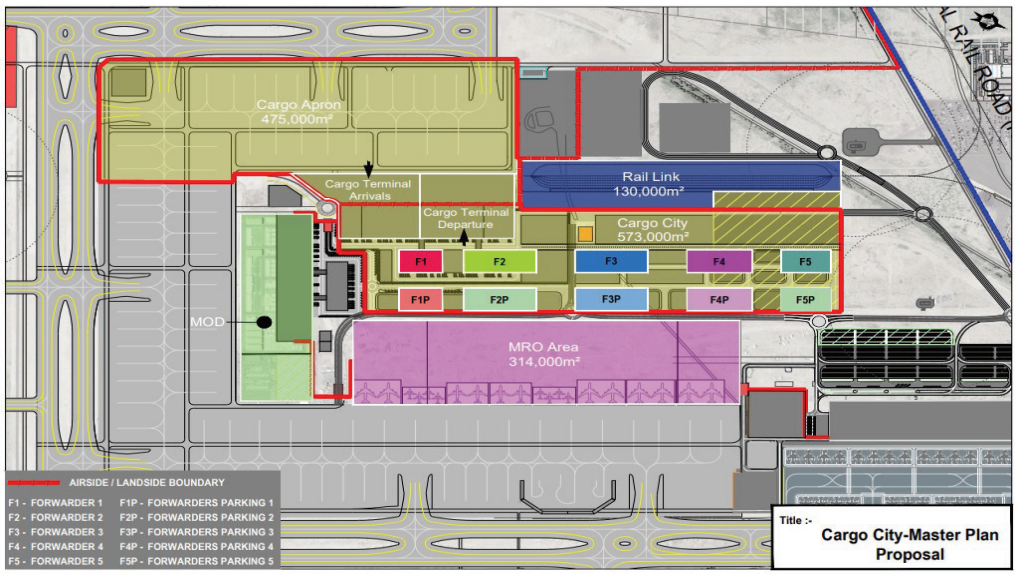 AL RAIL ROAD (
Cargo Apron
475,000m²
Cargo Terminal
Arrivals
Rail Link
130,000m²
Cargo Terminal
Departure
Cargo City
573,000m²
F1
F2
F3
F4
F5
F1P
F2P
F3P
F4P
F5P
MOD
MRO Area
314,000m²
AIRSIDE / LANDSIDE BOUNDARY
F1 - FORWARDER 1 F1P - FORWARDERS PARKING 1
F2 - FORWARDER 2 F2P - FORWARDERS PARKING 2
F3 - FORWARDER 3 F3P - FORWARDERS PARKING 3
F4 - FORWARDER 4 F4P - FORWARDERS PARKING 4
F5 - FORWARDER 5 F5P - FORWARDERS PARKING 5
Title :-
Cargo City-Master Plan
Proposal